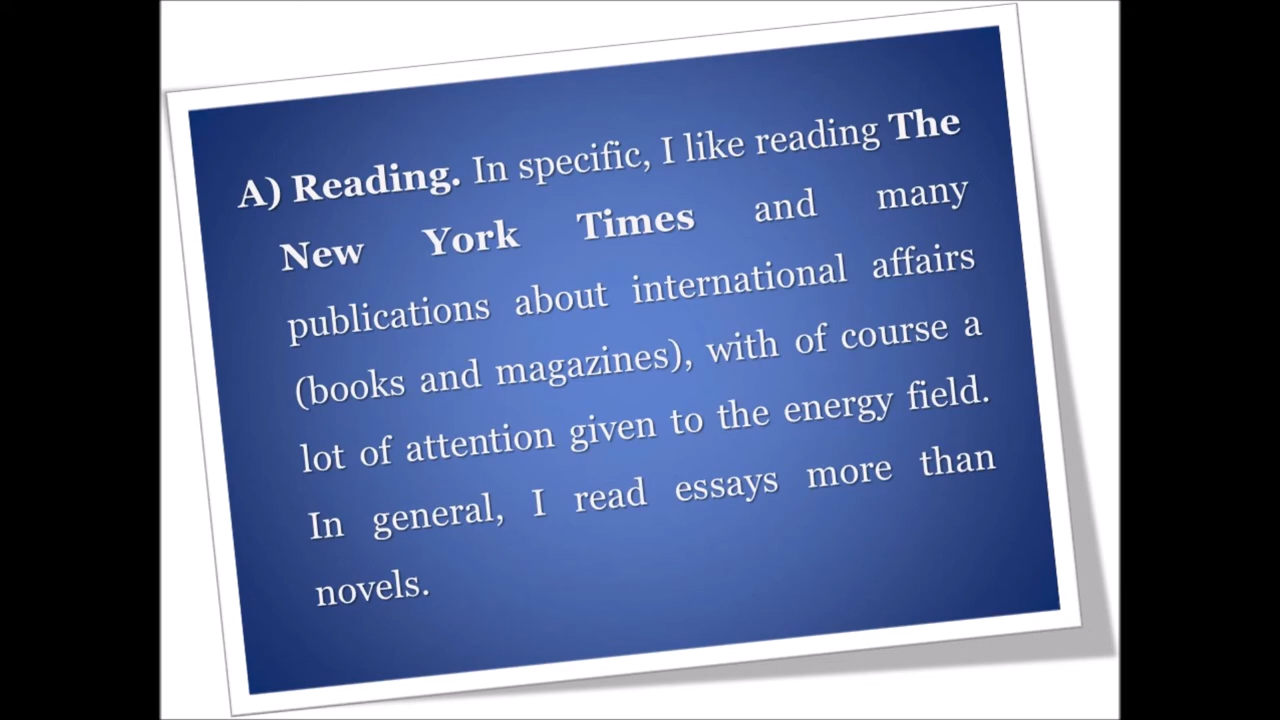 A) Reading. In specific, I like reading The
New York Times and many
publications about international affairs
(books and magazines), with of course a
lot of attention given to the energy field.
In general, I read essays more than
novels.